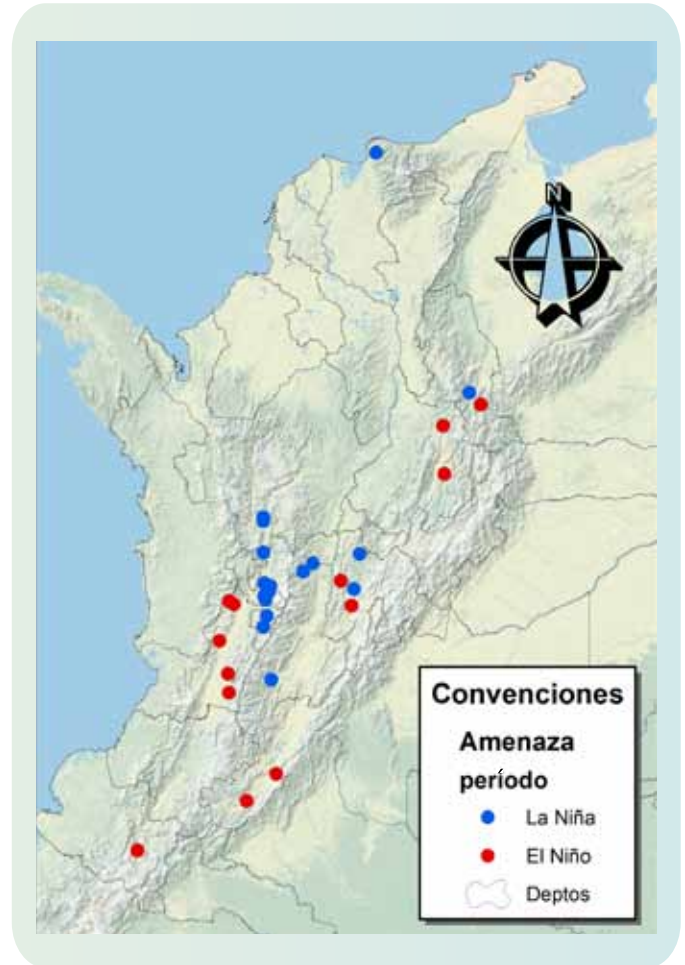 N
Convenciones
Amenaza
período
La Niña
El Niño
Deptos